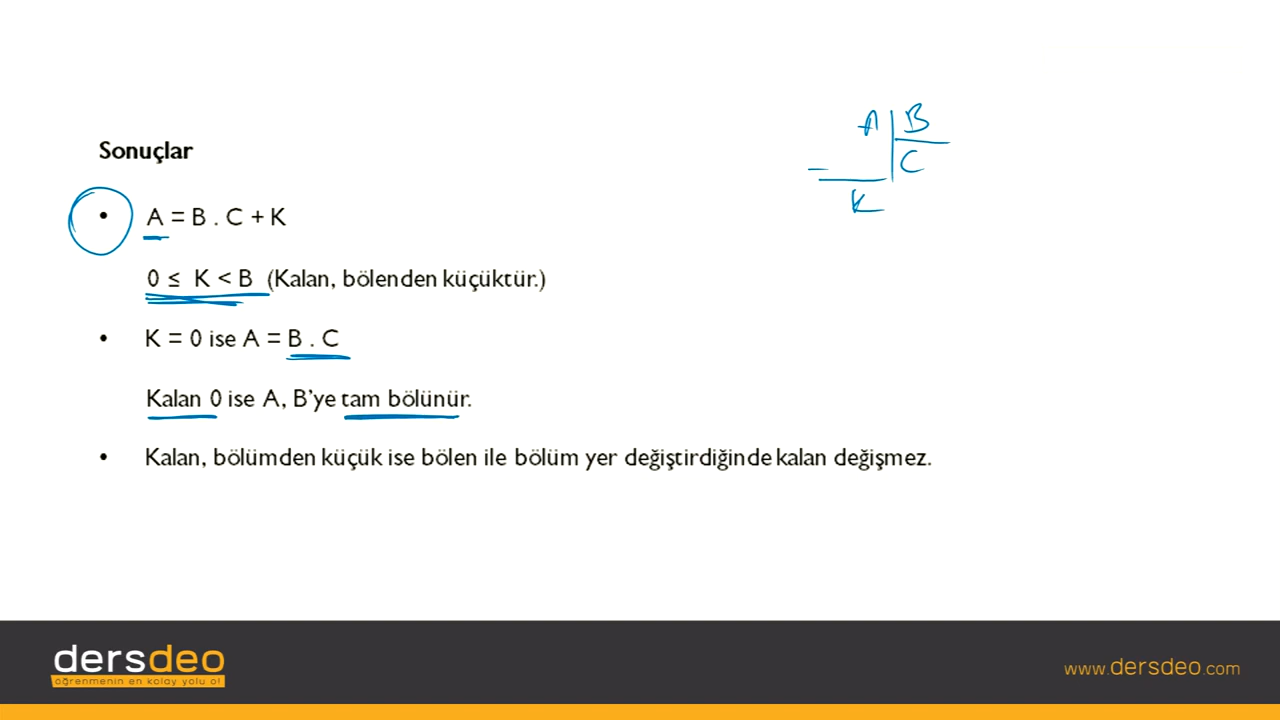 A B
C
K
Sonuçlar
• A = B . C + K
0 ≤ K < B (Kalan, bölenden küçüktür.)
• K = 0 ise A = B . C
Kalan 0 ise A, B'ye tam bölünür.
• Kalan, bölümden küçük ise bölen ile bölüm yer değiştirdiğinde kalan değişmez.
dersdeo
öğrenmenin en kolay yolu o!
www.dersdeo.com